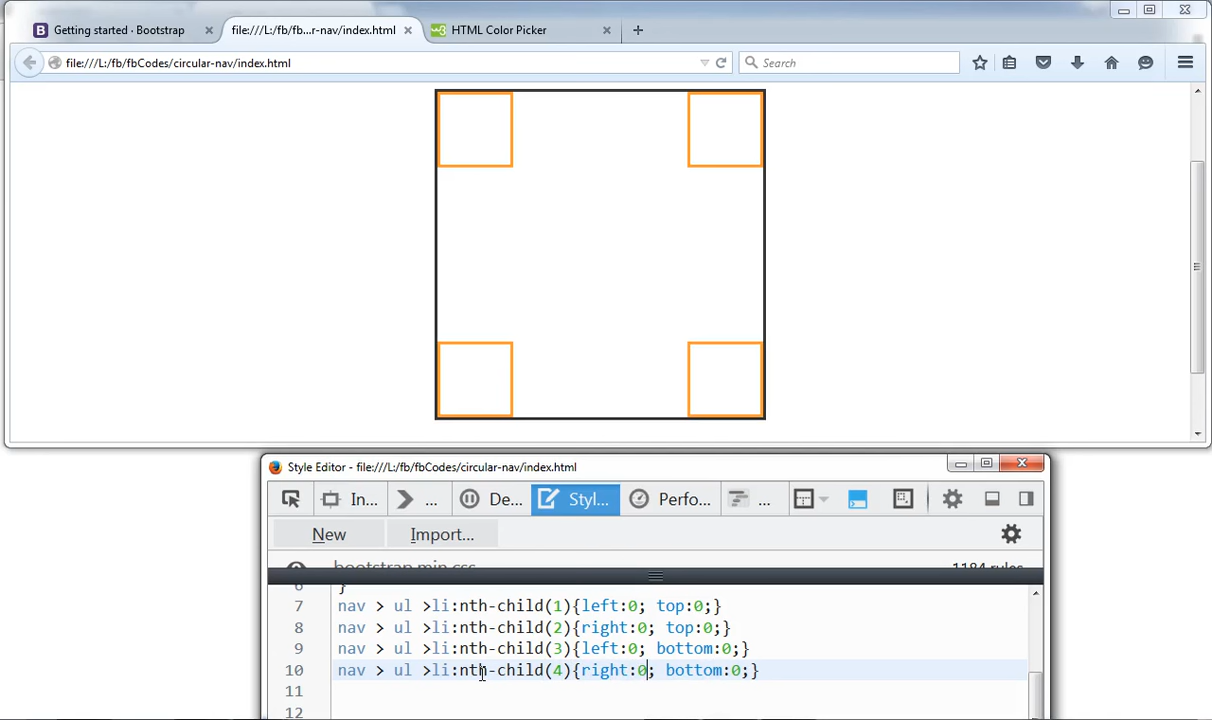 Getting started · Bootstrap
file:///L:/fb/fb...r-nav/index.html
HTML Color Picker
file:///L:/fb/fbCodes/circular-nav/index.html
Search
Style Editor - file:///L:/fb/fbCodes/circular-nav/index.html
In...
...
De...
Styl...
Perfo...
...
New
Import...
bootstrap.min.css
1184 rules
6 }
7 nav > ul >li:nth-child(1){left:0; top:0;}
8 nav > ul >li:nth-child(2){right:0; top:0;}
9 nav > ul >li:nth-child(3){left:0; bottom:0;}
10 nav > ul >li:nth-child(4){right:0; bottom:0;}
11
12